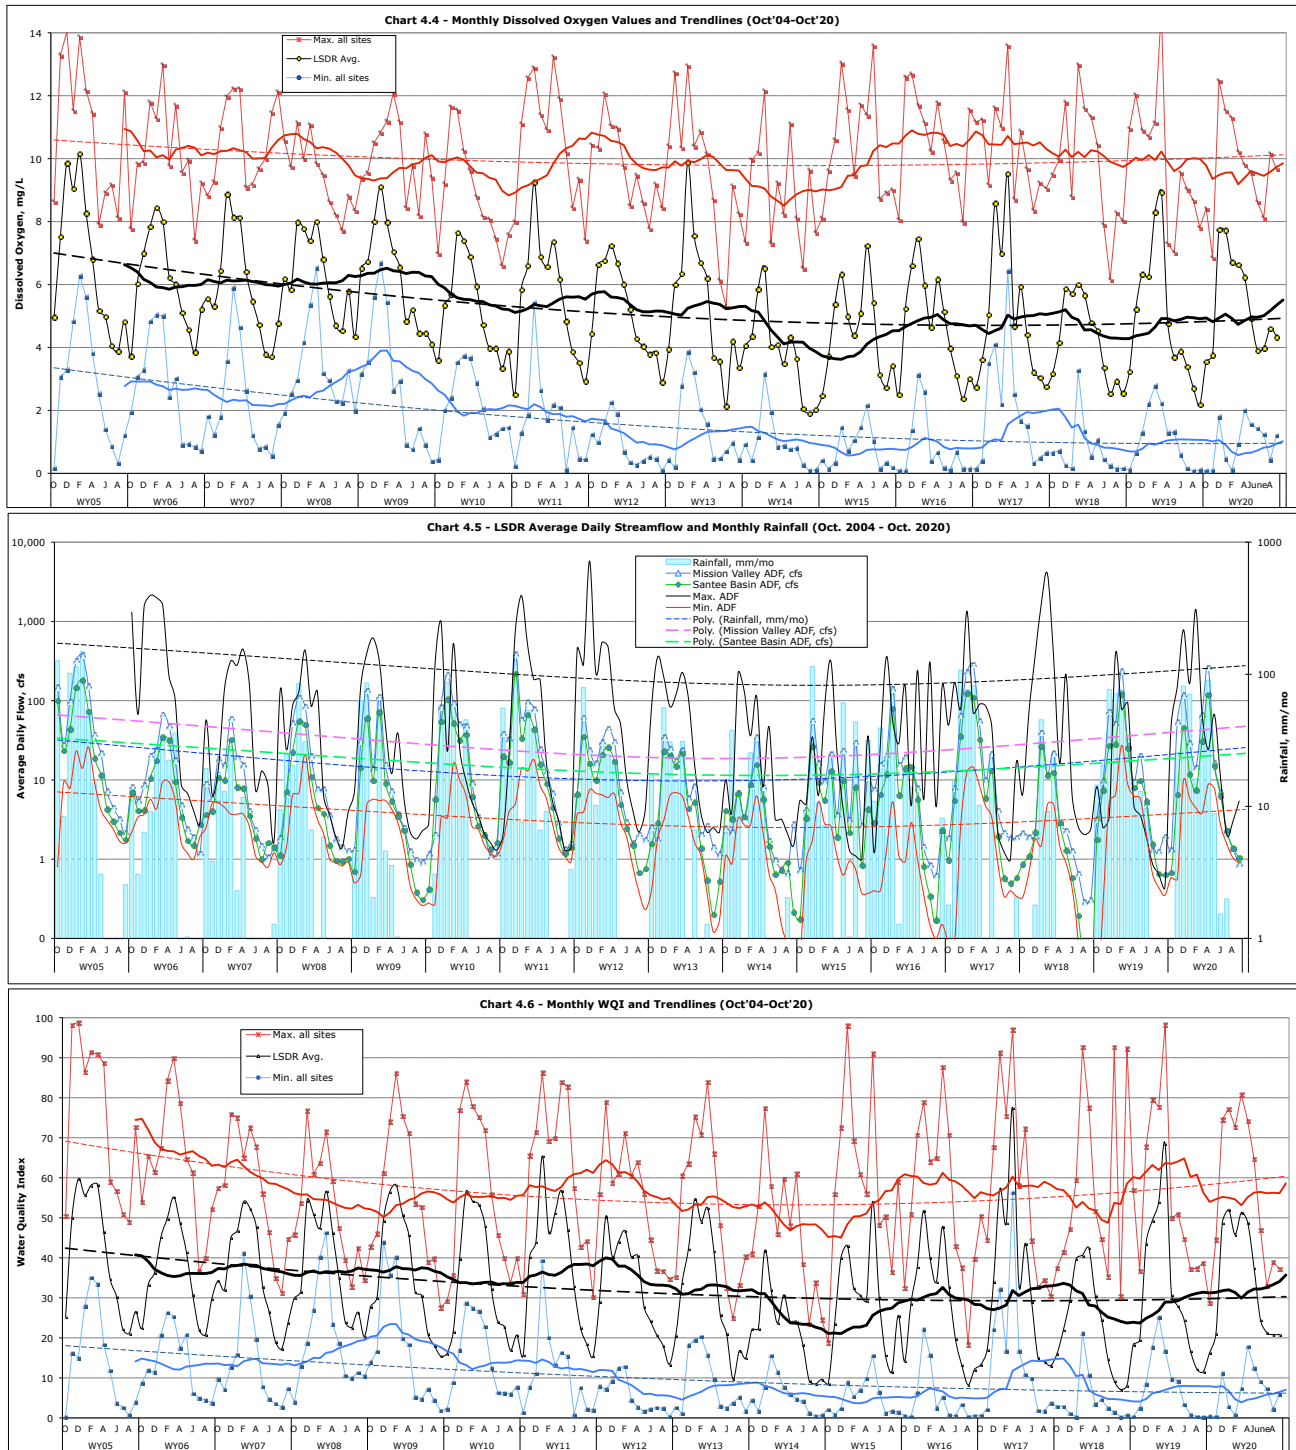 Chart 4.4 - Monthly Dissolved Oxygen Values and Trendlines (Oct'04-Oct'20)
Max. all sites
LSDR Avg.
Min. all sites
Dissolved Oxygen, mg/L
14
12
10
8
6
4
2
0
O D F A J A O D F A J A O D F A J A O D F A J A O D F A J A O D F A J A O D F A J A O D F A J A O D F A J A O D F A J A O D F A J A O D F A J A O D F A J A O D F A J A O D F A J A O D F A June A
WY05 WY06 WY07 WY08 WY09 WY10 WY11 WY12 WY13 WY14 WY15 WY16 WY17 WY18 WY19 WY20
Chart 4.5 - LSDR Average Daily Streamflow and Monthly Rainfall (Oct. 2004 - Oct. 2020)
Rainfall, mm/mo
Mission Valley ADF, cfs
Santee Basin ADF, cfs
Max. ADF
Min. ADF
Poly. (Rainfall, mm/mo)
Poly. (Mission Valley ADF, cfs)
Poly. (Santee Basin ADF, cfs)
Average Daily Flow, cfs
10,000
1,000
100
10
1
0
Rainfall, mm/mo
1000
100
10
1
O D F A J A O D F A J A O D F A J A O D F A J A O D F A J A O D F A J A O D F A J A O D F A J A O D F A J A O D F A J A O D F A J A O D F A J A O D F A J A O D F A J A O D F A J A O D F A J A
WY05 WY06 WY07 WY08 WY09 WY10 WY11 WY12 WY13 WY14 WY15 WY16 WY17 WY18 WY19 WY20
Chart 4.6 - Monthly WQI and Trendlines (Oct'04-Oct'20)
Max. all sites
LSDR Avg.
Min. all sites
Water Quality Index
100
90
80
70
60
50
40
30
20
10
0
O D F A J A O D F A J A O D F A J A O D F A J A O D F A J A O D F A J A O D F A J A O D F A J A O D F A J A O D F A J A O D F A J A O D F A J A O D F A J A O D F A J A O D F A J A O D F A June A
WY05 WY06 WY07 WY08 WY09 WY10 WY11 WY12 WY13 WY14 WY15 WY16 WY17 WY18 WY19 WY20